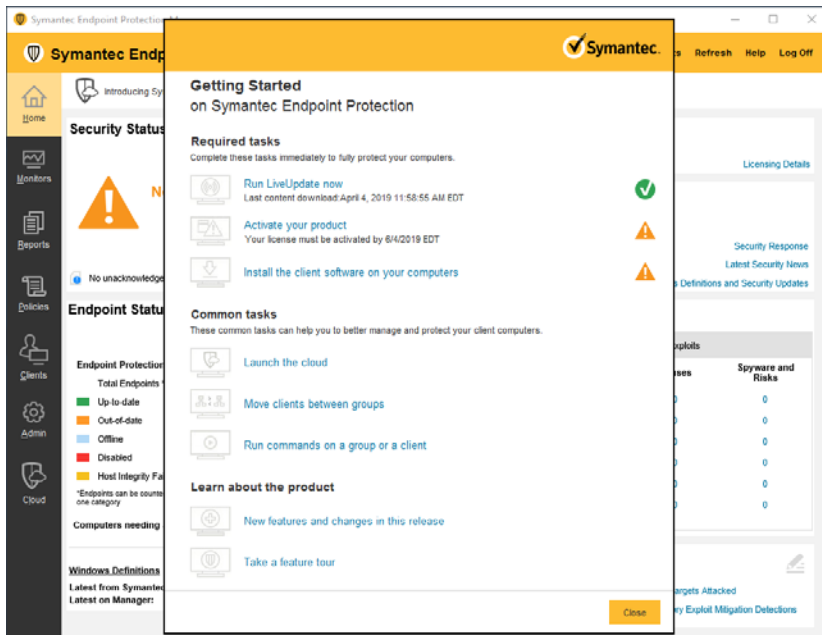 Symantec Endpoint Protection
Symantec Endp
Refresh Help Log Off
Home
Monitors
Reports
Policies
Clients
Admin
Cloud
Introducing Sy
Security Status
No unacknowledge
Endpoint Statu
Endpoint Protection
Total Endpoints *
Up-to-date
Out-of-date
Offline
Disabled
Host Integrity Fa
*Endpoints can be counte
one category
Computers needing
Windows Definitions
Latest from Symantec
Latest on Manager:
Symantec.
Getting Started
on Symantec Endpoint Protection
Required tasks
Complete these tasks immediately to fully protect your computers.
Run LiveUpdate now
Last content download:April 4, 2019 11:58:55 AM EDT
Activate your product
Your license must be activated by 6/4/2019 EDT
Install the client software on your computers
Common tasks
These common tasks can help you to better manage and protect your client computers.
Launch the cloud
Move clients between groups
Run commands on a group or a client
Learn about the product
New features and changes in this release
Take a feature tour
Close
Licensing Details
Security Response
Latest Security News
s Definitions and Security Updates
xploits
uses
Spyware and
Risks
0
0
0
0
0
0
argets Attacked
ry Exploit Mitigation Detections